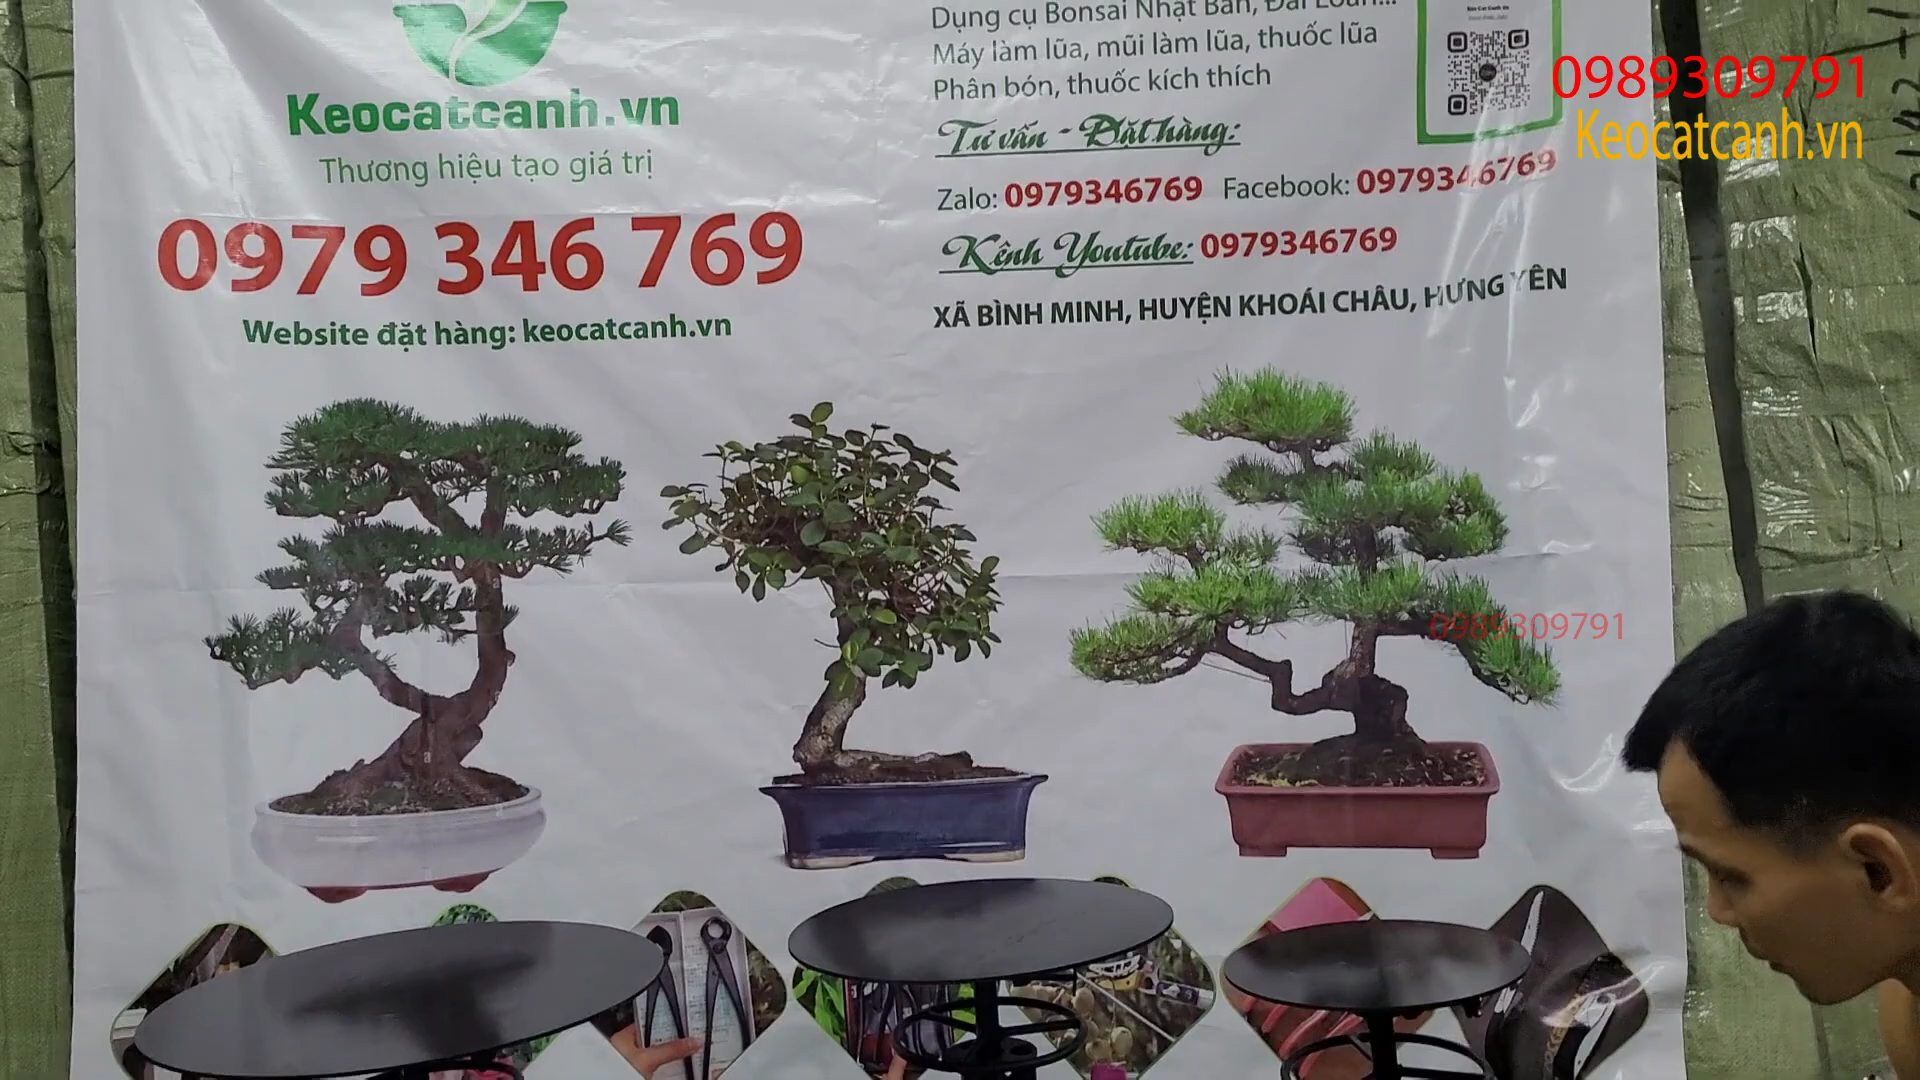 Keocatcanh.vn
Thương hiệu tạo giá trị
0979 346 769
Website đặt hàng: keocatcanh.vn
Dụng cụ Bonsai Nhật Bản, Đài Loan...
Máy làm lũa, mũi làm lũa, thuốc lũa
Phân bón, thuốc kích thích
Tư vấn - Đặt hàng:
Zalo: 0979346769 Facebook: 0979346769
Kênh Youtube: 0979346769
XÃ BÌNH MINH, HUYỆN KHOÁI CHÂU, HƯNG YÊN
0989309791
Keocatcanh.vn
0989309791